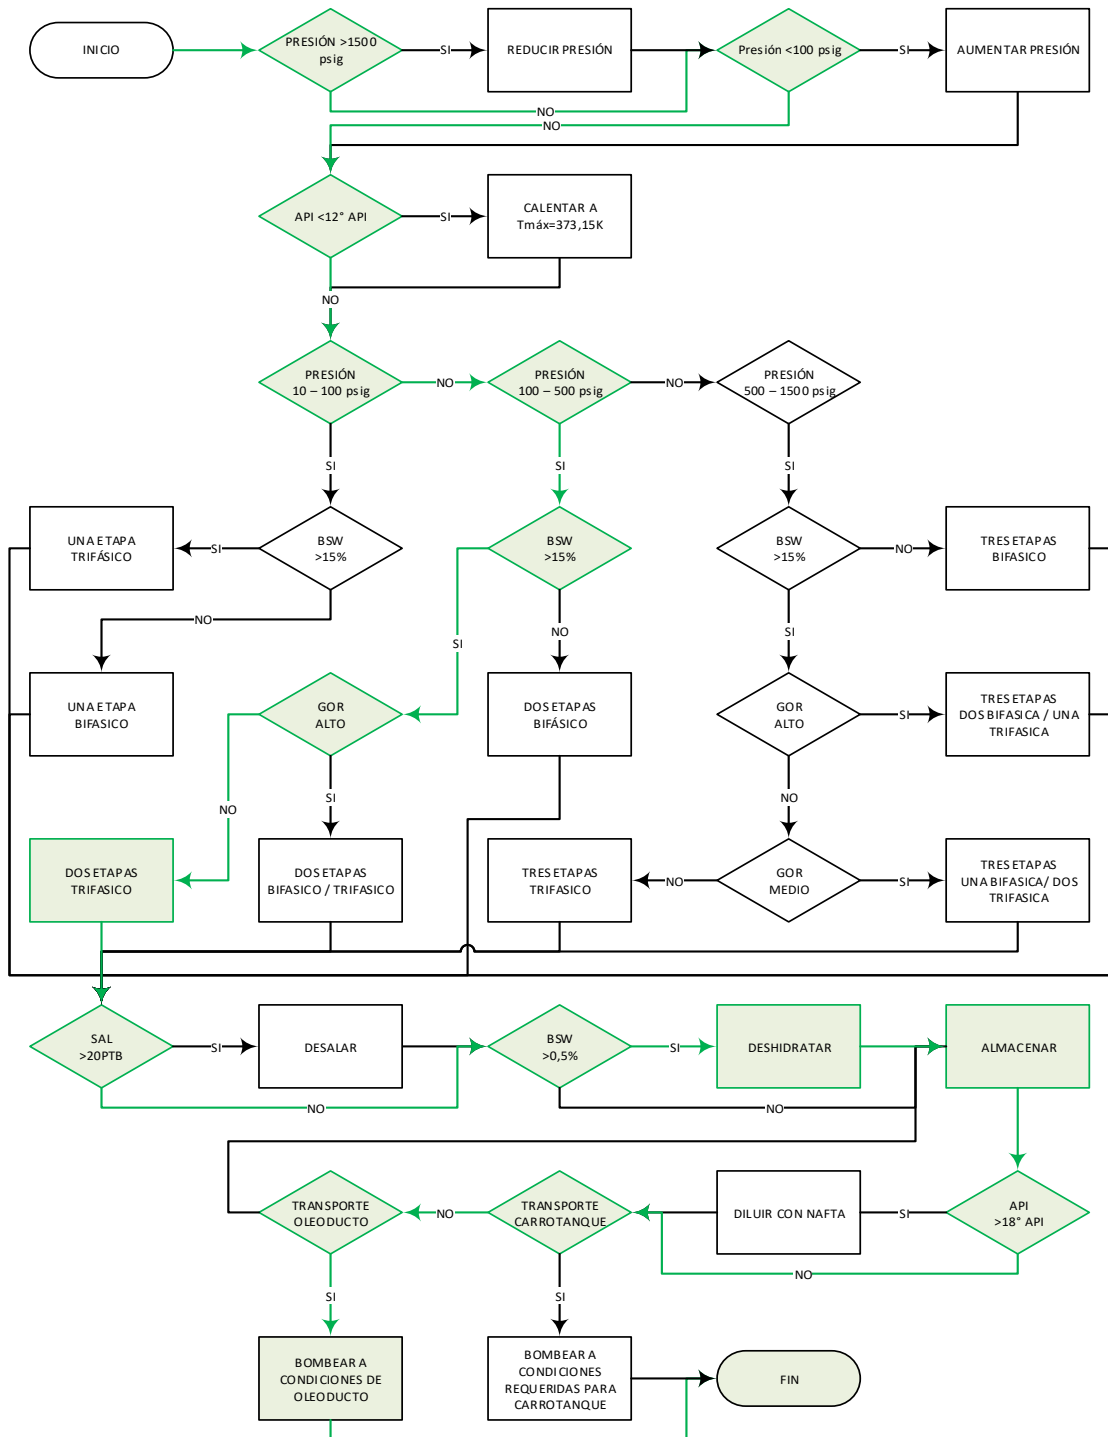 INICIO
PRESIÓN >1500
psig
SI
REDUCIR PRESIÓN
Presión <100 psig
SI
AUMENTAR PRESIÓN
NO
NO
API <12° API
SI
CALENTAR A
Tmáx=373,15K
NO
PRESIÓN
10 – 100 psig
NO
PRESIÓN
100 – 500 psig
NO
PRESIÓN
500 – 1500 psig
SI
SI
SI
UNA ETAPA
TRIFÁSICO
SI
BSW
>15%
BSW
>15%
BSW
>15%
NO
TRES ETAPAS
BIFASICO
NO
SI
NO
SI
UNA ETAPA
BIFASICO
GOR
ALTO
DOS ETAPAS
BIFÁSICO
GOR
ALTO
SI
TRES ETAPAS
DOS BIFASICA / UNA
TRIFASICA
NO
SI
NO
DOS ETAPAS
TRIFASICO
DOS ETAPAS
BIFASICO / TRIFASICO
TRES ETAPAS
TRIFASICO
NO
GOR
MEDIO
SI
TRES ETAPAS
UNA BIFASICA/ DOS
TRIFASICA
SAL
>20PTB
SI
DESALAR
BSW
>0,5%
SI
DESHIDRATAR
ALMACENAR
NO
NO
TRANSPORTE
OLEODUCTO
NO
TRANSPORTE
CARROTANQUE
DILUIR CON NAFTA
SI
API
>18° API
NO
SI
SI
BOMBEAR A
CONDICIONES DE
OLEODUCTO
BOMBEAR A
CONDICIONES
REQUERIDAS PARA
CARROTANQUE
FIN